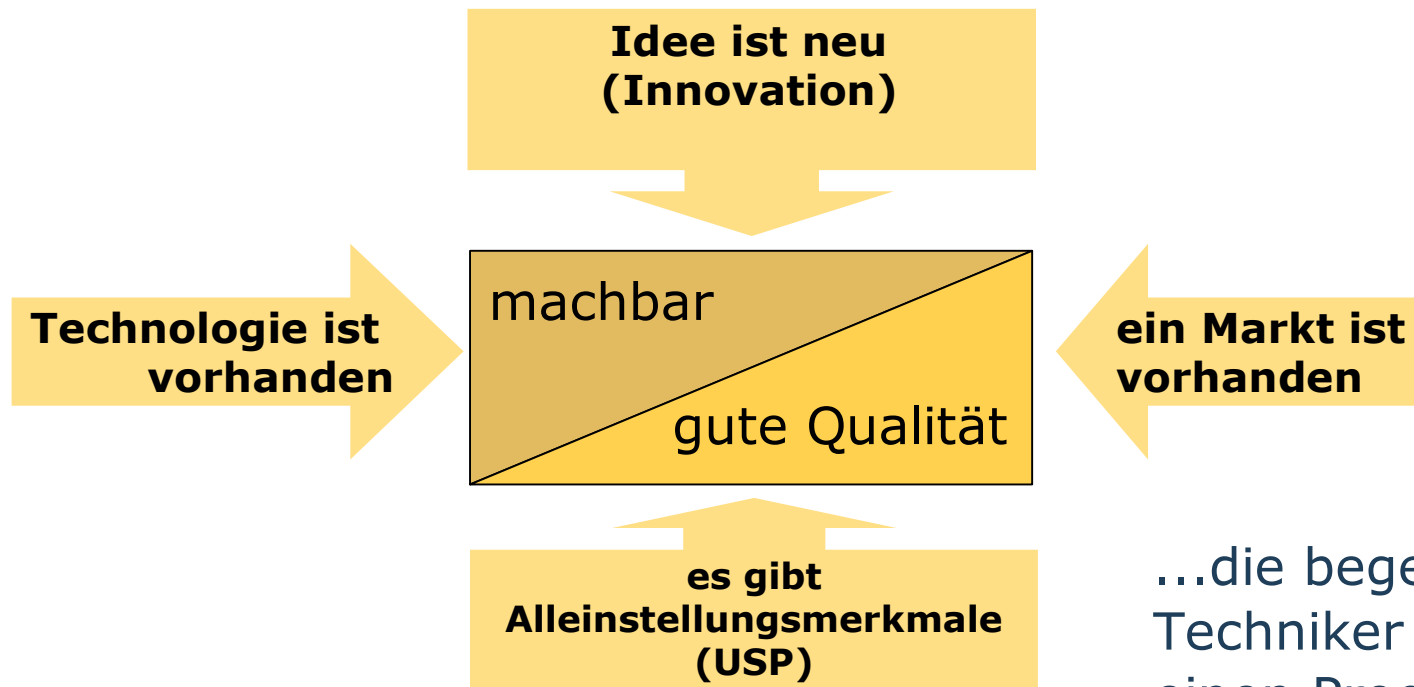 Idee ist neu
(Innovation)
Technologie ist
vorhanden
machbar
gute Qualität
ein Markt ist
vorhanden
es gibt
Alleinstellungsmerkmale
(USP)
...die
Techniker